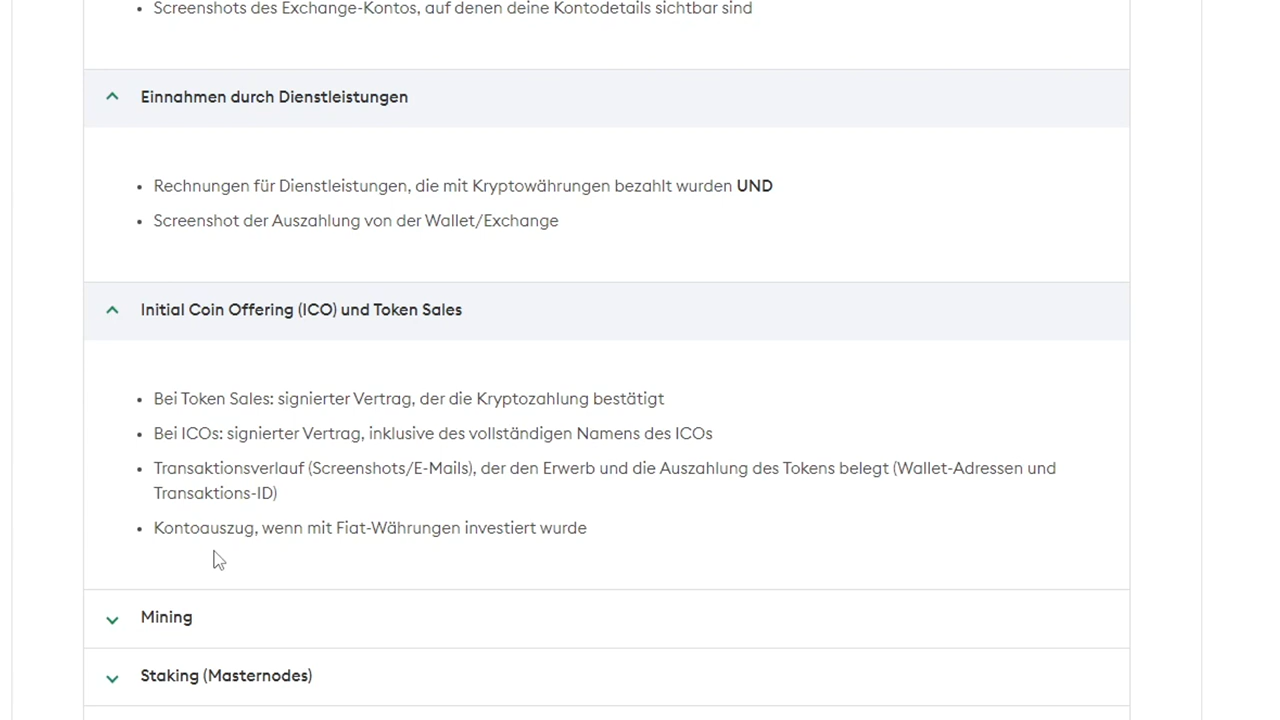 Screenshots des Exchange-Kontos, auf denen deine Kontodetails sichtbar sind
Einnahmen durch Dienstleistungen
Rechnungen für Dienstleistungen, die mit Kryptowährungen bezahlt wurden UND
Screenshot der Auszahlung von der Wallet/Exchange
Initial Coin Offering (ICO) und Token Sales
Bei Token Sales: signierter Vertrag, der die Kryptozahlung bestätigt
Bei ICOs: signierter Vertrag, inklusive des vollständigen Namens des ICOs
Transaktionsverlauf (Screenshots/E-Mails), der den Erwerb und die Auszahlung des Tokens belegt (Wallet-Adressen und
Transaktions-ID)
Kontoauszug, wenn mit Fiat-Währungen investiert wurde
Mining
Staking (Masternodes)